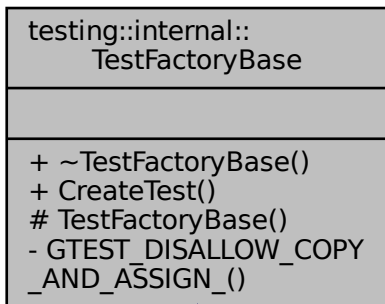 testing::internal::
TestFactoryBase
+ ~TestFactoryBase()
+ CreateTest()
# TestFactoryBase()
- GTEST_DISALLOW_COPY
_AND_ASSIGN_()